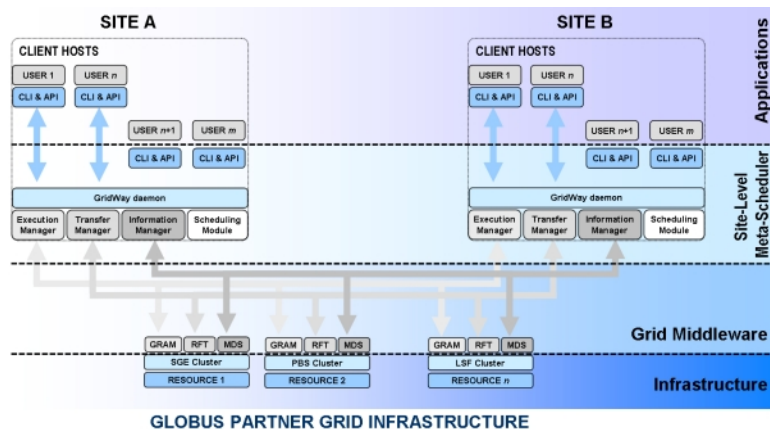 SITE A
SITE B
CLIENT HOSTS
USER 1
USER n
CLI & API
CLI & API
USER n+1
USER m
CLI & API
CLI & API
GridWay daemon
Execution Manager
Transfer Manager
Information Manager
Scheduling Module
CLIENT HOSTS
USER 1
USER n
CLI & API
CLI & API
USER n+1
USER m
CLI & API
CLI & API
GridWay daemon
Execution Manager
Transfer Manager
Information Manager
Scheduling Module
Applications
Site-Level
Meta-Scheduler
Grid Middleware
Infrastructure
GRAM
RFT
MDS
SGE Cluster
RESOURCE 1
GRAM
RFT
MDS
PBS Cluster
RESOURCE 2
GRAM
RFT
MDS
LSF Cluster
RESOURCE n
GLOBUS PARTNER GRID INFRASTRUCTURE